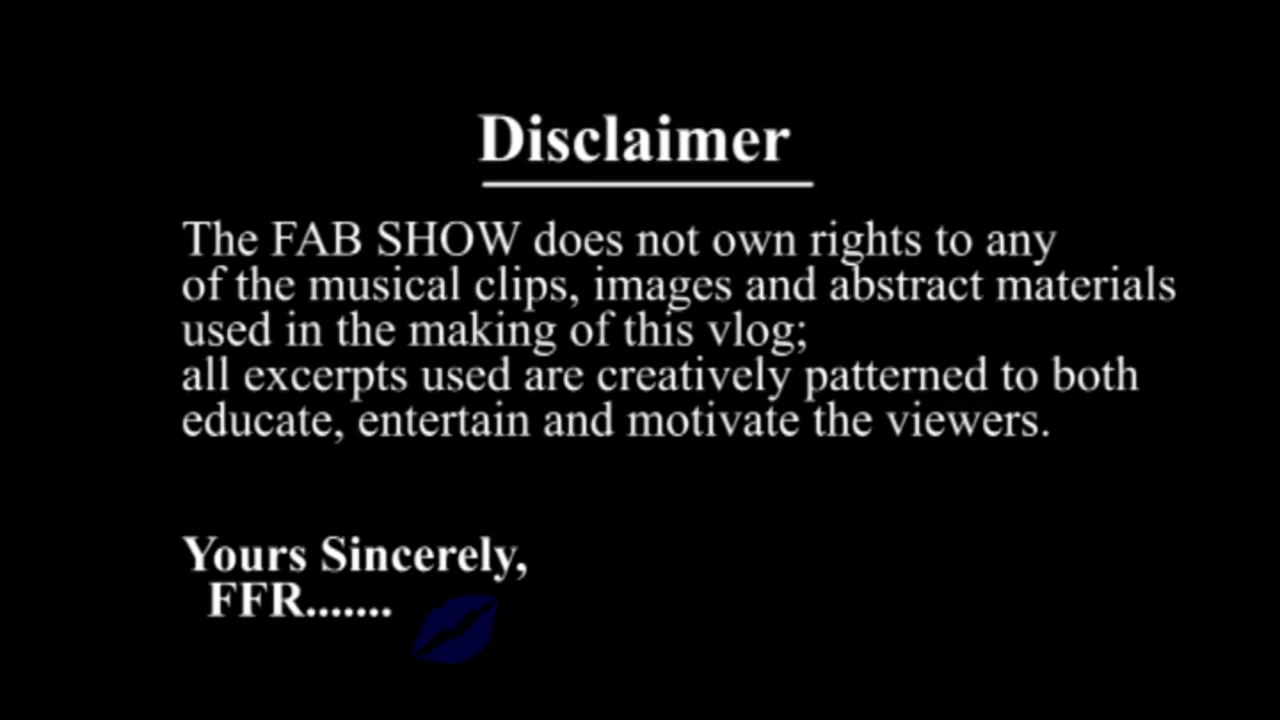 Disclaimer
The FAB SHOW does not own rights to any
of the musical clips, images and abstract materials
used in the making of this vlog;
all excerpts used are creatively patterned to both
educate, entertain and motivate the viewers.
Yours Sincerely,
FFR.......